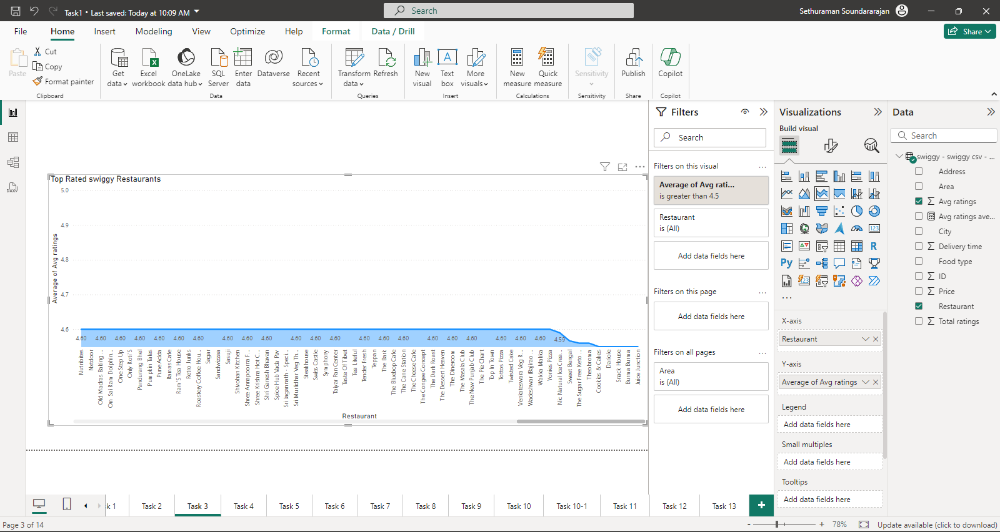 Task1 • Last saved: Today at 10:09 AM
Search
Sethuraman Soundararajan
File
Home
Insert
Modeling
View
Optimize
Help
Format
Data / Drill
Share
Paste
Cut
Copy
Format painter
Clipboard
Get data
Excel workbook
OneLake data hub
SQL Server
Enter data
Dataverse
Recent sources
Data
Transform data
Refresh
Queries
New visual
Text box
More visuals
Insert
New measure
Quick measure
Calculations
Sensitivity
Sensitivity
Publish
Share
Copilot
Copilot
Top Rated swiggy Restaurants
Average of Avg ratings
5.0
4.9
4.8
4.7
4.6
4.60 4.60 4.60 4.60 4.60 4.60 4.60 4.60 4.60 4.60 4.60 4.60 4.60 4.60 4.60 4.60 4.60 4.60 4.60 4.60 4.60 4.60 4.60 4.59
Nutribites
Nxtdoor
Old Madras Baking ...
Om Sai Ram Dolphin...
One Step Up
Only Roti'S
Pandurang Bhel
Pumpkin Tales
Pune Adda
Ramas Cafe
Ram'S Tea House
Retro Junks
Roastery Coffee Hou...
Sagar
Sandwizzaa
Sasuji
Shivohan Kitchen
Shree Annapoorna F...
Shree Krishna Hot C...
Shri Ganesh Bhavan
Spice Hub Vada Pav
Sri Jagannath - Speci...
Sri Murlidhar Veg Th...
Steakhouse
Swiss Castle
Symphony
Taiyar Pan Center
Taste Of Tibet
Tea Liteful
Tender Fresh
Teppan
The Bark
The Bluebop Cafe
The Cane Station
The Cheese Cafe
The Congee Concept
The Dark Roast
The Dessert Heaven
The Dineroom
The Masala Club
The New Punjab Club
The Pie Chart
Top In Town
Tottos Pizza
Twisted Cake
Venkateswara Veg R...
Wadeshwar (Bajirao ...
Wakka Makka
Yonies Pizza
Nic Natural Ice Crea...
Sweet Bengal
The Sugar Free Keto ...
Theobroma
Cookies & Cakes
Dariole
Snack House
Burma Burma
Juice Junction
Restaurant
Filters
Search
Filters on this visual
...
Average of Avg rati...
is greater than 4.5
Restaurant
is (All)
Add data fields here
Filters on this page
...
Add data fields here
Filters on all pages
...
Area
is (All)
Add data fields here
Visualizations
Build visual
123
R
Py
123
...
X-axis
Restaurant
Y-axis
Average of Avg ratings
Legend
Add data fields here
Small multiples
Add data fields here
Tooltips
Add data fields here
Data
Search
swiggy - swiggy csv - ...
Address
Area
Σ Avg ratings
Avg ratings ave...
City
Σ Delivery time
Food type
Σ ID
Σ Price
Restaurant
Σ Total ratings
DAX
k 1
Task 2
Task 3
Task 4
Task 5
Task 6
Task 7
Task 8
Task 9
Task 10
Task 10-1
Task 11
Task 12
Task 13
+
Page 3 of 14
- + 78%
Update available (click to download)